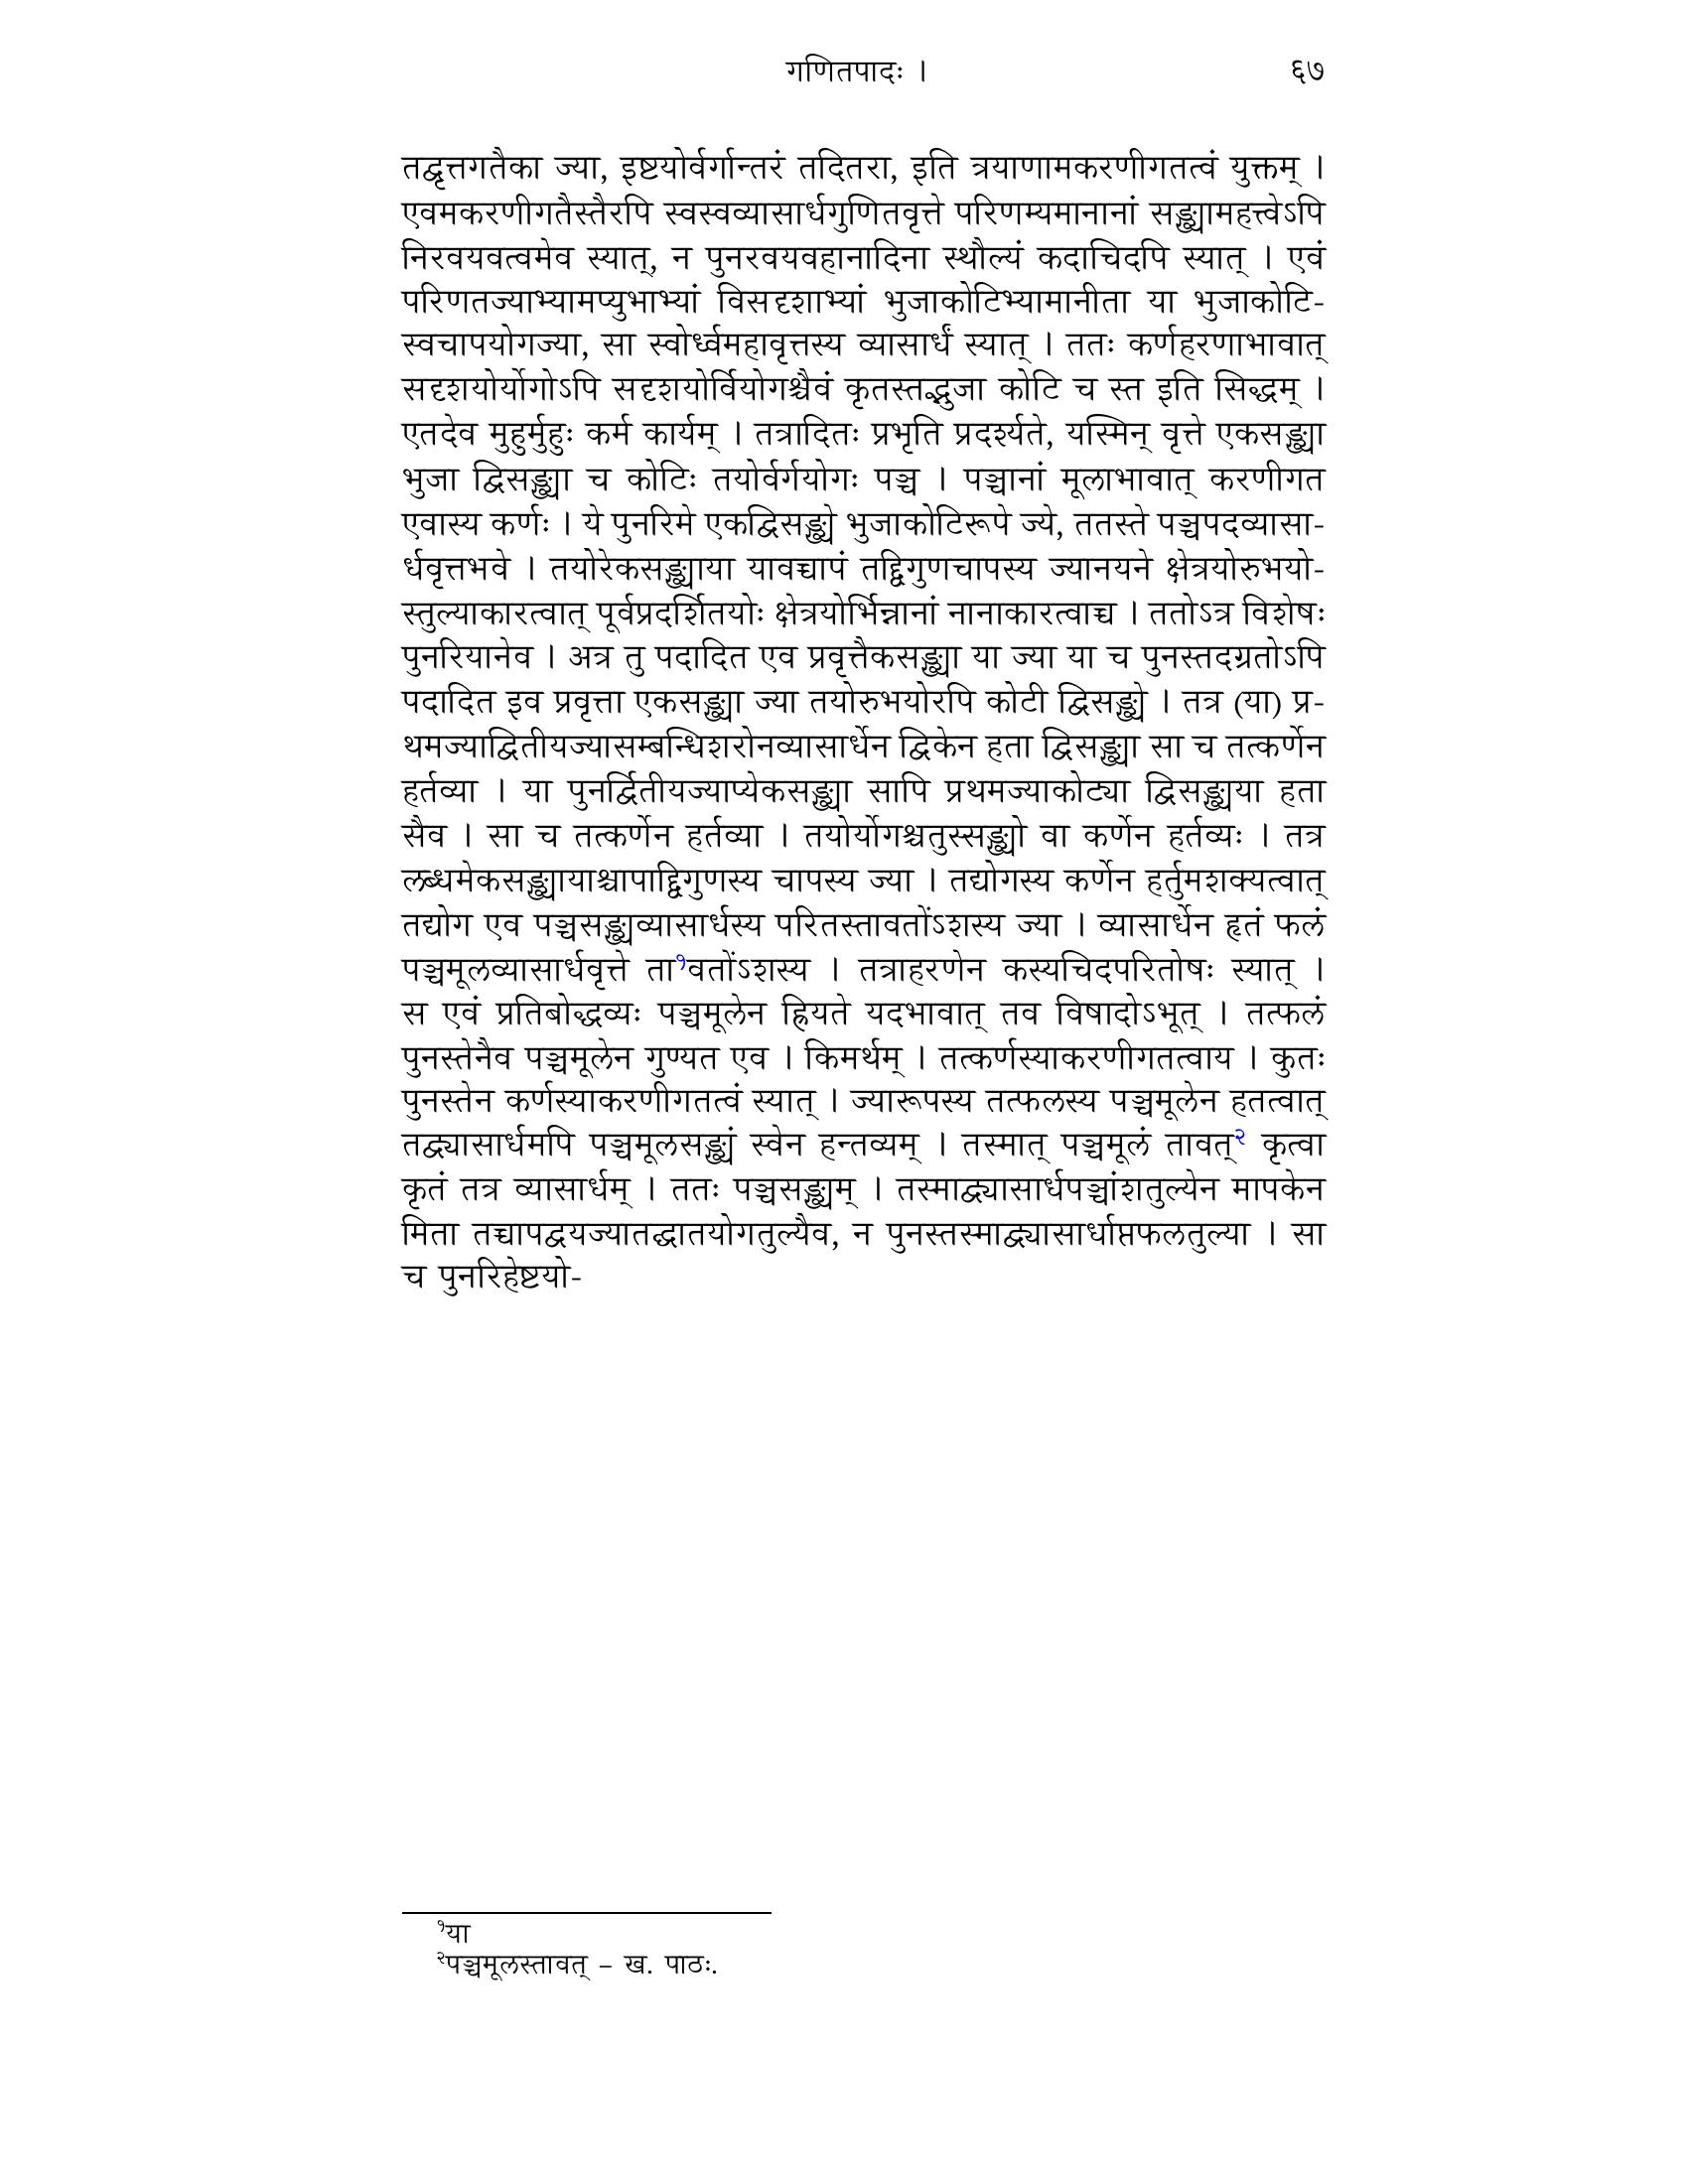 गणितपादः । ६७
तद्वृत्तगतैका ज्या, इष्टयोर्वर्गान्तरं तदितरा, इति त्रयाणामकरणीगतत्वं युक्तम् ।
एवमकरणीगतैस्तैरपि स्वस्वव्यासार्धगुणितवृत्ते परिणम्यमानानां सङ्ख्यामहत्त्वेऽपि
निरवयवत्वमेव स्यात्, न पुनरवयवहानादिना स्थौल्यं कदाचिदपि स्यात् । एवं
परिणतज्याभ्यामप्युभाभ्यां विसदृशाभ्यां भुजाकोटिभ्यामानीता या भुजाकोटि-
स्वचापयोगज्या, सा स्वोर्ध्वमहावृत्तस्य व्यासार्धं स्यात् । ततः कर्णहरणाभावात्
सदृशयोर्योगोऽपि सदृशयोर्वियोगश्चैवं कृतस्तद्भुजा कोटि च स्त इति सिद्धम् ।
एतदेव मुहुर्मुहुः कर्म कार्यम् । तत्रादितः प्रभृति प्रदर्श्यते, यस्मिन् वृत्ते एकसङ्ख्या
भुजा द्विसङ्ख्या च कोटिः तयोर्वर्गयोगः पञ्च । पञ्चानां मूलाभावात् करणीगत
एवास्य कर्णः । ये पुनरिमे एकद्विसङ्ख्ये भुजाकोटिरूपे ज्ये, ततस्ते पञ्चपदव्यासा-
र्धवृत्तभवे । तयोरेकसङ्ख्याया यावच्चापं तद्द्विगुणचापस्य ज्यानयने क्षेत्रयोरुभयो-
स्तुल्याकारत्वात् पूर्वप्रदर्शितयोः क्षेत्रयोर्भिन्नानां नानाकारत्वाच्च । ततोऽत्र विशेषः
पुनरियानेव । अत्र तु पदादित एव प्रवृत्तैकसङ्ख्या या ज्या या च पुनस्तदग्रतोऽपि
पदादित इव प्रवृत्ता एकसङ्ख्या ज्या तयोरुभयोरपि कोटी द्विसङ्ख्ये । तत्र (या) प्र-
थमज्याद्वितीयज्यासम्बन्धिशरोनव्यासार्धेन द्विकेन हता द्विसङ्ख्या सा च तत्कर्णेन
हर्तव्या । या पुनर्द्वितीयज्याप्येकसङ्ख्या सापि प्रथमज्याकोट्या द्विसङ्ख्यया हता
सैव । सा च तत्कर्णेन हर्तव्या । तयोर्योगश्चतुस्सङ्ख्यो वा कर्णेन हर्तव्यः । तत्र
लब्धमेकसङ्ख्यायाश्चापाद्द्विगुणस्य चापस्य ज्या । तद्योगस्य कर्णेन हर्तुमशक्यत्वात्
तद्योग एव पञ्चसङ्ख्यव्यासार्धस्य परितस्तावतोंऽशस्य ज्या । व्यासार्धेन हृतं फलं
पञ्चमूलव्यासार्धवृत्ते ता१वतोंऽशस्य । तत्राहरणेन कस्यचिदपरितोषः स्यात् ।
स एवं प्रतिबोद्धव्यः पञ्चमूलेन ह्रियते यदभावात् तव विषादोऽभूत् । तत्फलं
पुनस्तेनैव पञ्चमूलेन गुण्यत एव । किमर्थम् । तत्कर्णस्याकरणीगतत्वाय । कुतः
पुनस्तेन कर्णस्याकरणीगतत्वं स्यात् । ज्यारूपस्य तत्फलस्य पञ्चमूलेन हतत्वात्
तद्व्यासार्धमपि पञ्चमूलसङ्ख्यं स्वेन हन्तव्यम् । तस्मात् पञ्चमूलं तावत्२ कृत्वा
कृतं तत्र व्यासार्धम् । ततः पञ्चसङ्ख्यम् । तस्माद्व्यासार्धपञ्चांशतुल्येन मापकेन
मिता तच्चापद्वयज्यातद्घातयोगतुल्यैव, न पुनस्तस्माद्व्यासार्धाप्तफलतुल्या । सा
च पुनरिहेष्टयो-
१या
२पञ्चमूलस्तावत् – ख. पाठः.